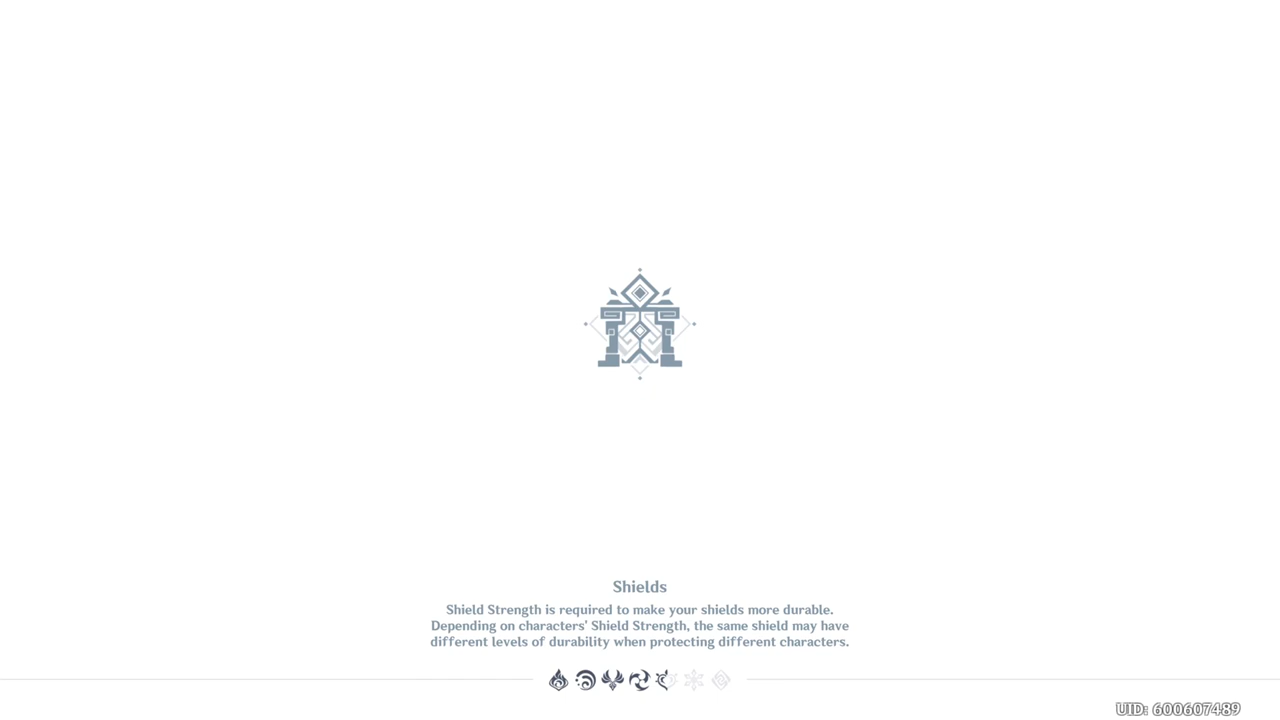 Shields
Shield Strength is required to make your shields more durable.
Depending on characters' Shield Strength, the same shield may have
different levels of durability when protecting different characters.
UID: 600607489